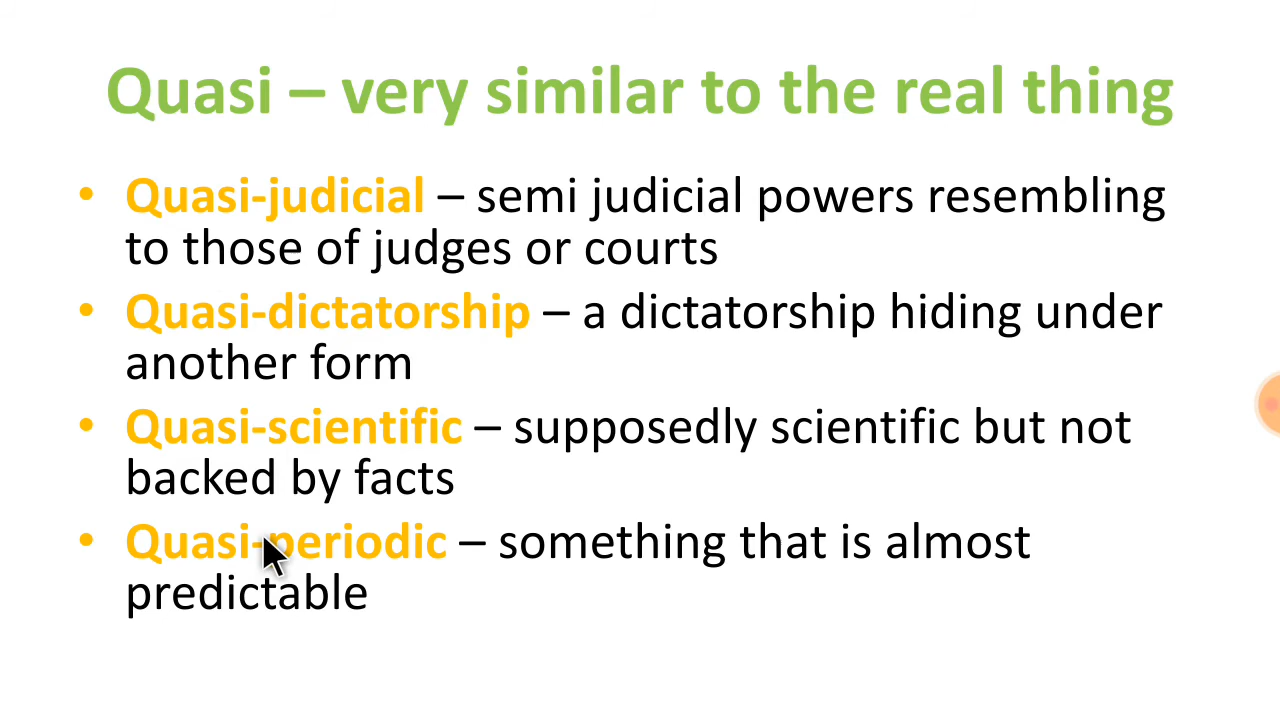 Quasi – very similar to the real thing
• Quasi-judicial – semi judicial powers resembling
to those of judges or courts
• Quasi-dictatorship – a dictatorship hiding under
another form
• Quasi-scientific – supposedly scientific but not
backed by facts
• Quasi-periodic – something that is almost
predictable